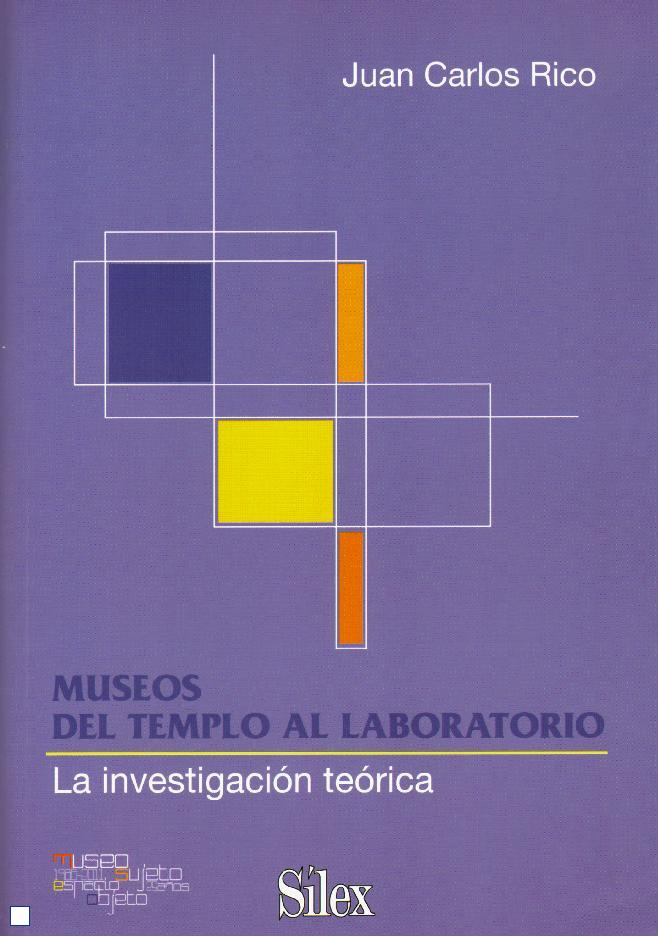 Juan Carlos Rico
MUSEOS
DEL TEMPLO AL LABORATORIO
La investigación teórica
museo
sujeto
espacio
objeto
Sílex